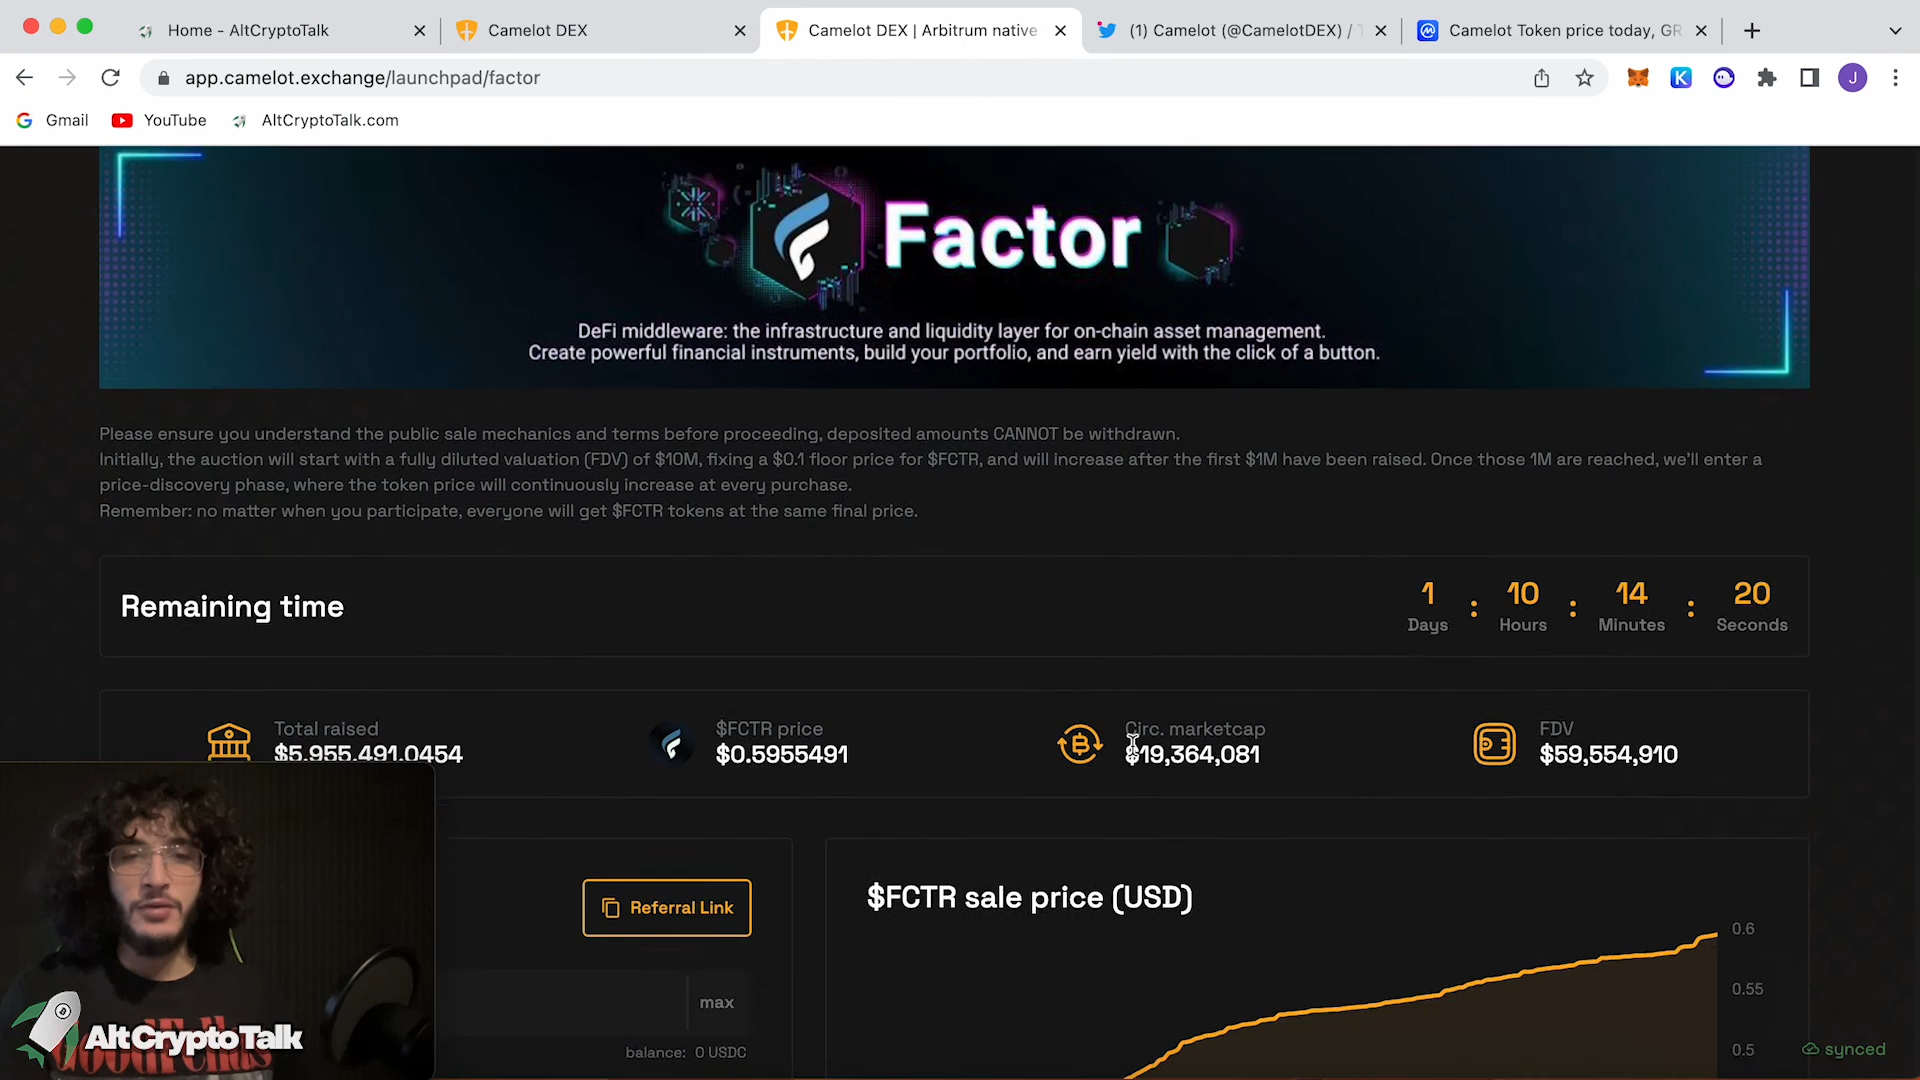 Home - AltCryptoTalk
Camelot DEX
Camelot DEX | Arbitrum native
(1) Camelot (@CamelotDEX) / T
Camelot Token price today, GR
app.camelot.exchange/launchpad/factor
K
J
Gmail
YouTube
AltCryptoTalk.com
Factor
DeFi middleware: the infrastructure and liquidity layer for on-chain asset management.
Create powerful financial instruments, build your portfolio, and earn yield with the click of a button.
Please ensure you understand the public sale mechanics and terms before proceeding, deposited amounts CANNOT be withdrawn.
Initially, the auction will start with a fully diluted valuation (FDV) of $10M, fixing a $0.1 floor price for $FCTR, and will increase after the first $1M have been raised. Once those 1M are reached, we'll enter a
price-discovery phase, where the token price will continuously increase at every purchase.
Remember: no matter when you participate, everyone will get $FCTR tokens at the same final price.
Remaining time
1 : 10 : 14 : 20
Days Hours Minutes Seconds
Total raised
$5,955,491.0454
$FCTR price
$0.5955491
Circ. marketcap
$19,364,081
FDV
$59,554,910
Referral Link
$FCTR sale price (USD)
0.6
0.55
0.5
max
balance: 0 USDC
synced
AltCryptoTalk
GoodFellas